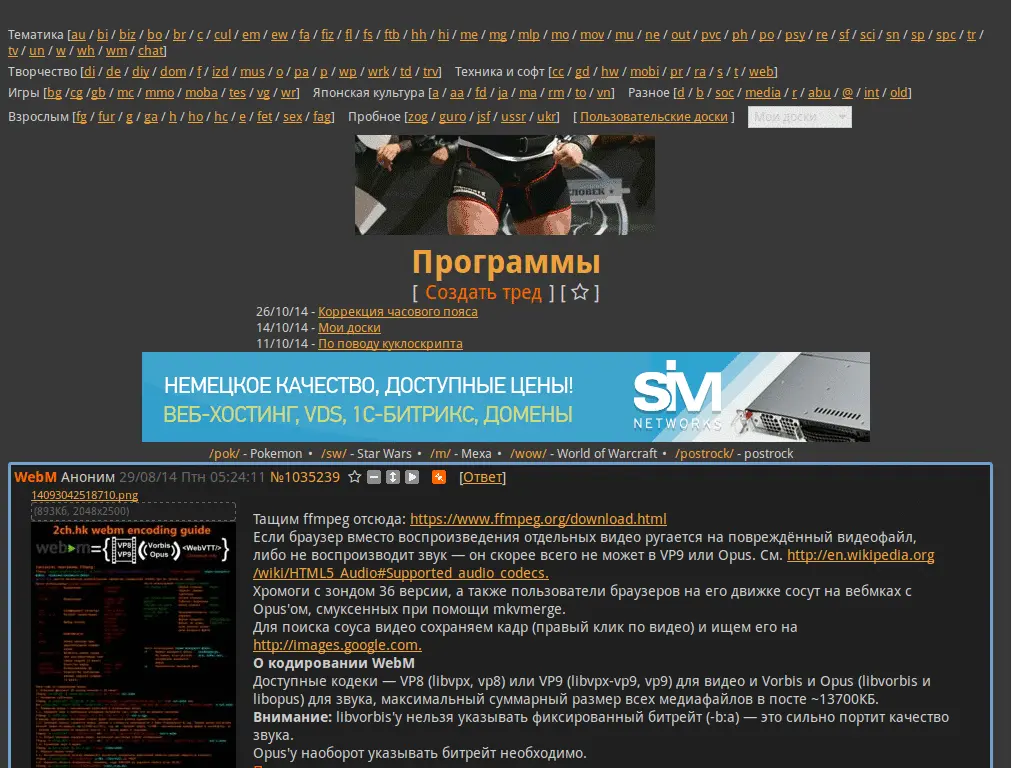 Тематика [au / bi / biz / bo / br / c / cul / em / ew / fa / fiz / fl / fs / ftb / hh / hi / me / mg / mlp / mo / mov / mu / ne / out / pvc / ph / po / psy / re / sf / sci / sn / sp / spc / tr /
tv / un / w / wh / wm / chat]
Творчество [di / de / diy / dom / f / izd / mus / o / pa / p / wp / wrk / td / trv] Техника и софт [cc / gd / hw / mobi / pr / ra / s / t / web]
Игры [bg /cg /gb / mc / mmo / moba / tes / vg / wr] Японская культура [a / aa / fd / ja / ma / rm / to / vn] Разное [d / b / soc / media / r / abu / @ / int / old]
Взрослым [fg / fur / g / ga / h / ho / hc / e / fet / sex / fag] Пробное [zog / guro / jsf / ussr / ukr] [ Пользовательские доски ] Мои доски
ЛОВЕК
Программы
[ Создать тред ] [ ]
26/10/14 - Коррекция часового пояса
14/10/14 - Мои доски
11/10/14 - По поводу куклоскрипта
НЕМЕЦКОЕ КАЧЕСТВО, ДОСТУПНЫЕ ЦЕНЫ!
ВЕБ-ХОСТИНГ, VDS, 1С-БИТРИКС, ДОМЕНЫ
SIM
NETWORKS
/pok/ - Pokemon • /sw/ - Star Wars • /m/ - Меха • /wow/ - World of Warcraft • /postrock/ - postrock
WebM Аноним 29/08/14 Птн 05:24:11 №1035239 [Ответ]
14093042518710.png
(893Кб, 2048x2500)
2ch.hk webm encoding guide
webm={VP8 VP9 (Vorbis Opus) <WebVTT/>}
Тащим ffmpeg отсюда: https://www.ffmpeg.org/download.html
Если браузер вместо воспроизведения отдельных видео ругается на повреждённый видеофайл,
либо не воспроизводит звук — он скорее всего не может в VP9 или Opus. См. http://en.wikipedia.org
/wiki/HTML5_Audio#Supported_audio_codecs.
Хромоги с зондом 36 версии, а также пользователи браузеров на его движке сосут на вебмках с
Opus'ом, смуксенных при помощи mkvmerge.
Для поиска соуса видео сохраняем кадр (правый клик по видео) и ищем его на
http://images.google.com.
О кодировании WebM
Доступные кодеки — VP8 (libvpx, vp8) или VP9 (libvpx-vp9, vp9) для видео и Vorbis и Opus (libvorbis и
libopus) для звука, максимальный суммарный размер всех медиафайлов в посте ~13700КБ.
Внимание: libvorbis'у нельзя указывать фиксированный битрейт (-b:a) — это сильно портит качество
звука.
Opus'у наоборот указывать битрейт необходимо.